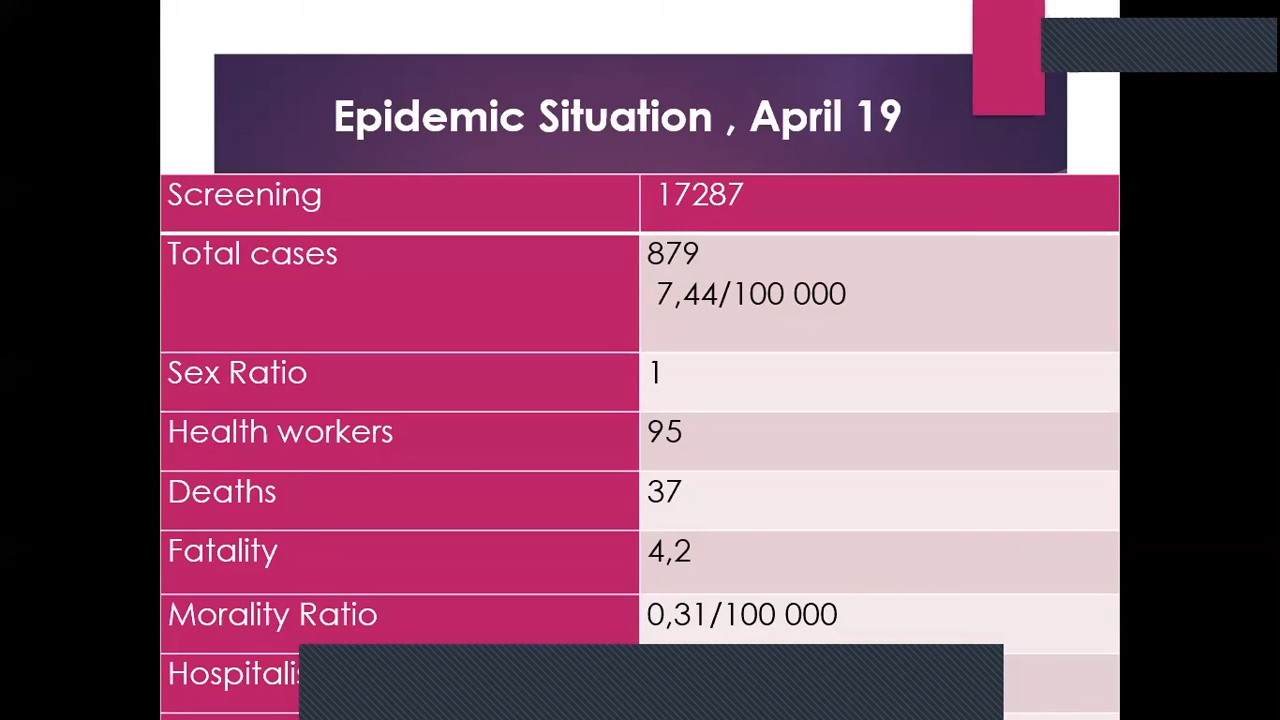 Epidemic Situation , April 19
Screening 17287
Total cases 879
7,44/100 000
Sex Ratio 1
Health workers 95
Deaths 37
Fatality 4,2
Morality Ratio 0,31/100 000